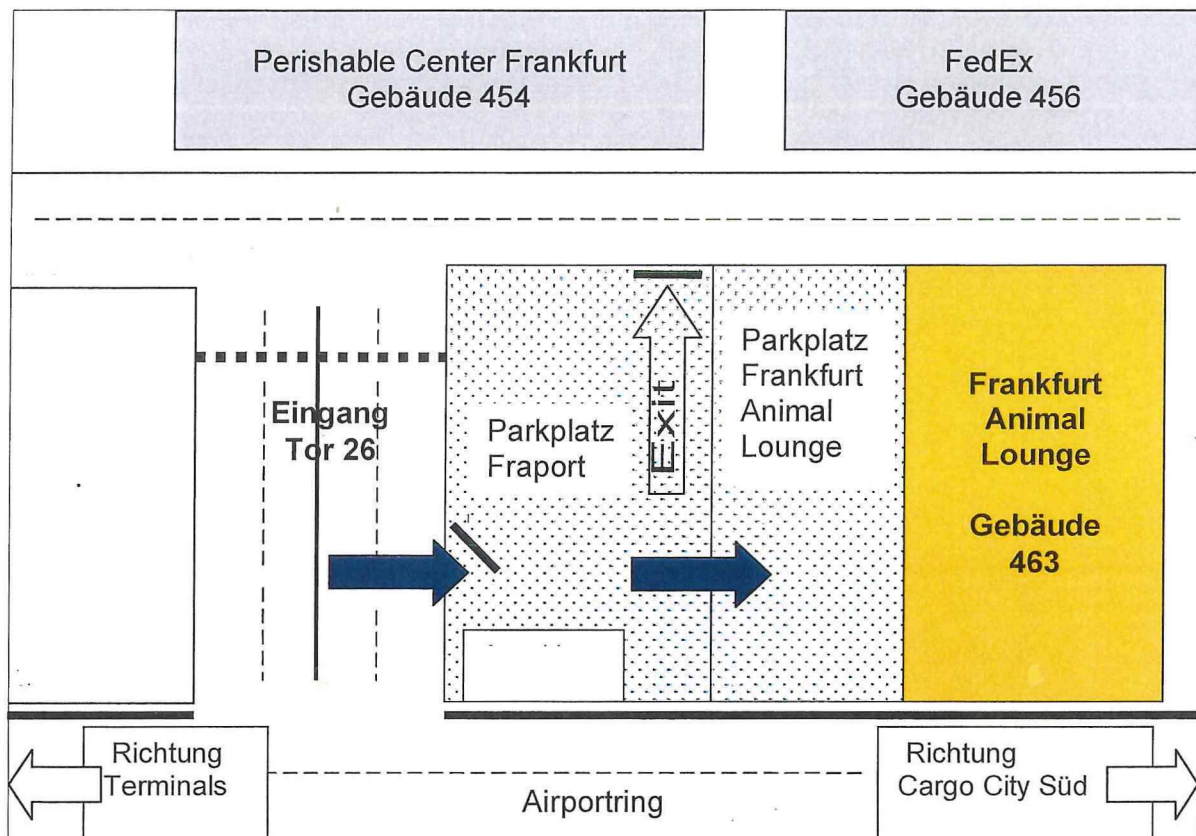 Perishable Center Frankfurt
Gebäude 454
FedEx
Gebäude 456
Eingang
Tor 26
Parkplatz
Fraport
Exit
Parkplatz
Frankfurt
Animal
Lounge
Frankfurt
Animal
Lounge
Gebäude
463
Richtung
Terminals
Airportring
Richtung
Cargo City Süd